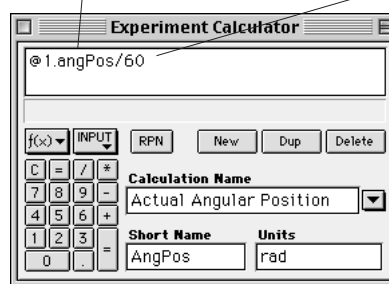 Experiment Calculator
@1.angPos/60
f(x) INPUT RPN New Dup Delete
C = / *
7 8 9 -
4 5 6 +
1 2 3 =
0 .
Calculation Name
Actual Angular Position
Short Name Units
AngPos rad